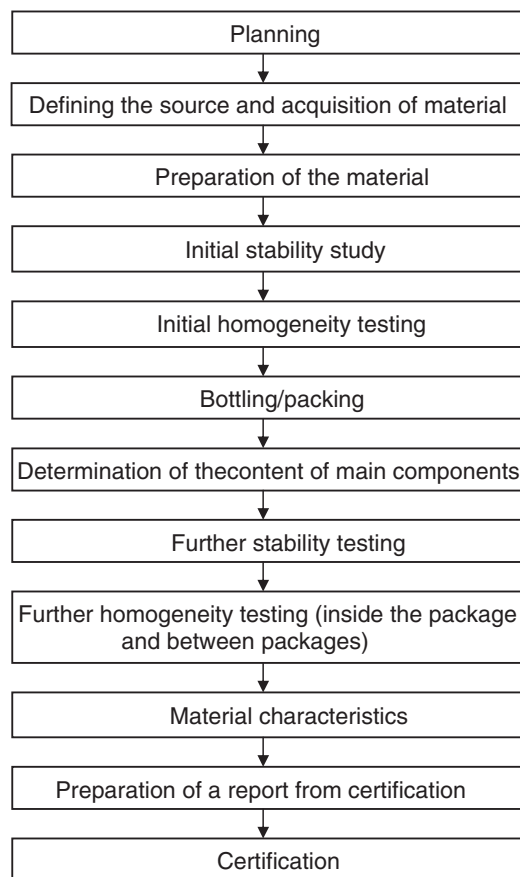 Planning
Defining the source and acquisition of material
Preparation of the material
Initial stability study
Initial homogeneity testing
Bottling/packing
Determination of thecontent of main components
Further stability testing
Further homogeneity testing (inside the package
and between packages)
Material characteristics
Preparation of a report from certification
Certification